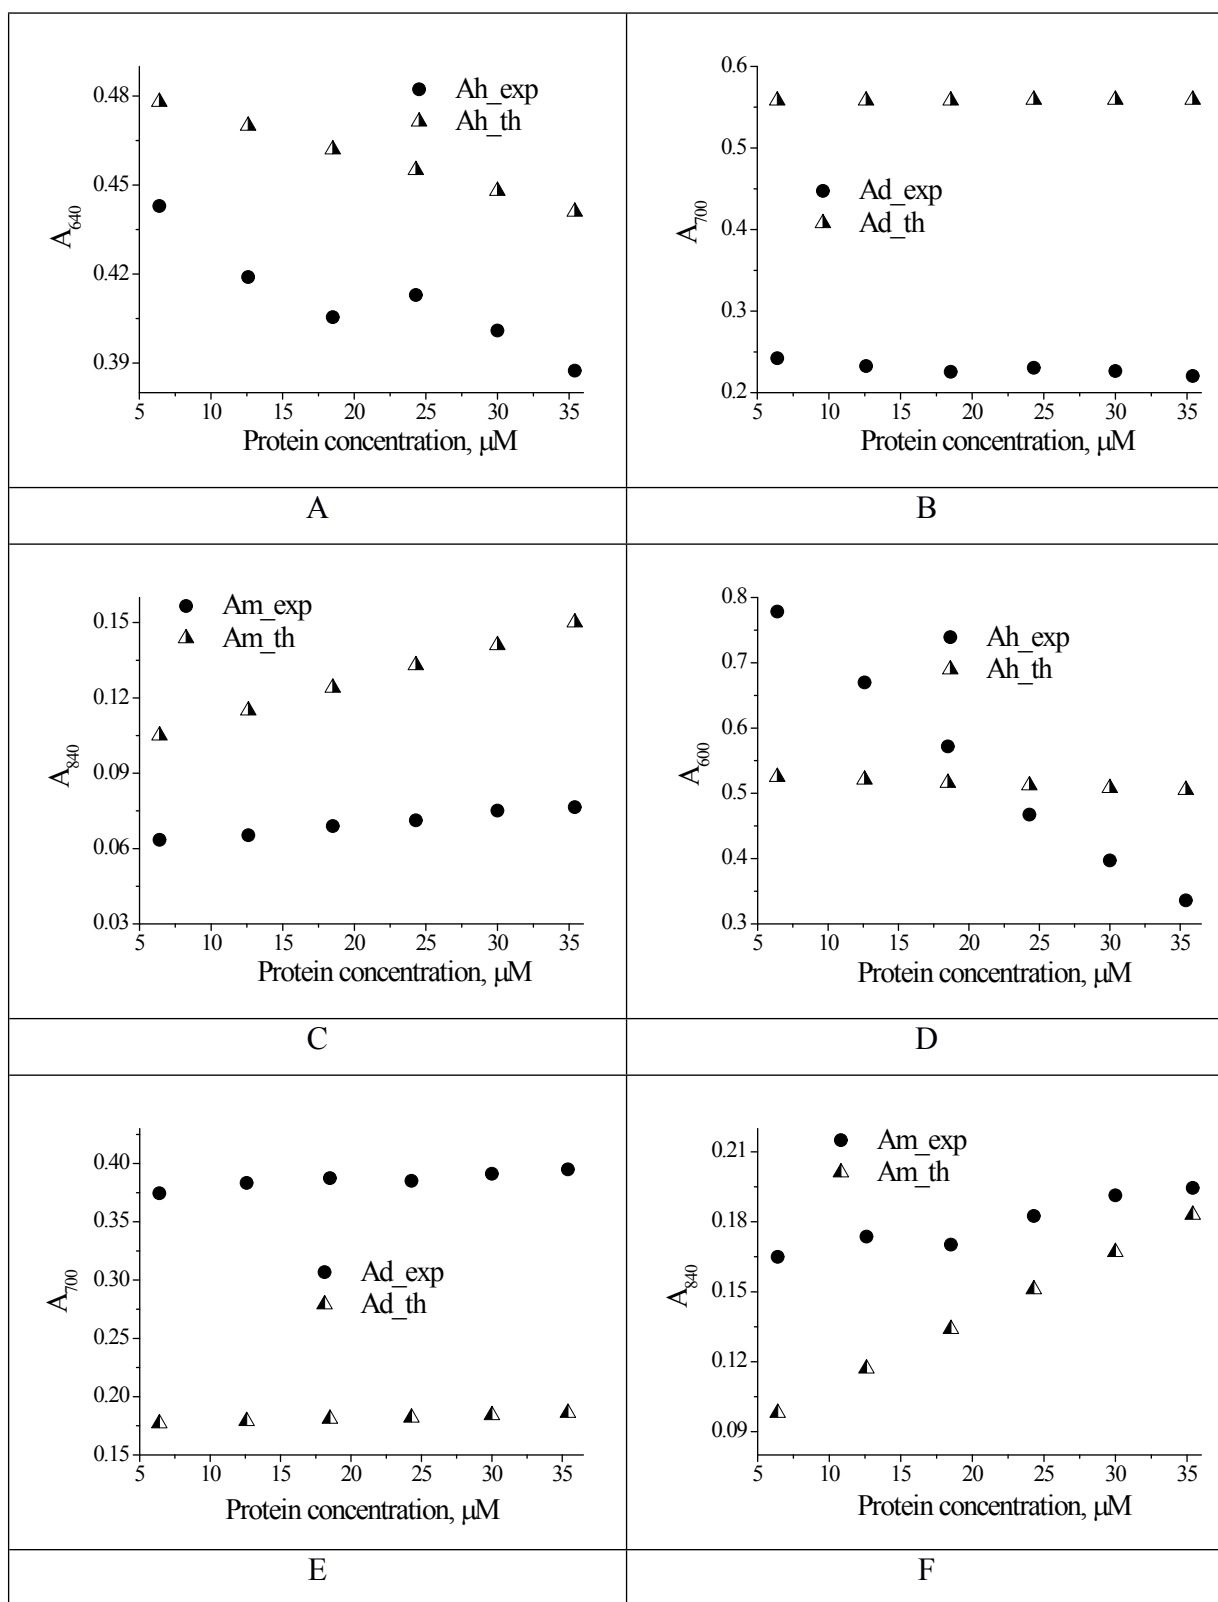 0.48
0.45
0.42
0.39
A640
Ah_exp
Ah_th
5 10 15 20 25 30 35
Protein concentration, μM
0.6
0.5
0.4
0.3
0.2
A700
Ad_exp
Ad_th
5 10 15 20 25 30 35
Protein concentration, μM
A B
0.15
0.12
0.09
0.06
0.03
A840
Am_exp
Am_th
5 10 15 20 25 30 35
Protein concentration, μM
0.8
0.7
0.6
0.5
0.4
0.3
A600
Ah_exp
Ah_th
5 10 15 20 25 30 35
Protein concentration, μM
C D
0.40
0.35
0.30
0.25
0.20
0.15
A700
Ad_exp
Ad_th
5 10 15 20 25 30 35
Protein concentration, μM
0.21
0.18
0.15
0.12
0.09
A840
Am_exp
Am_th
5 10 15 20 25 30 35
Protein concentration, μM
E F